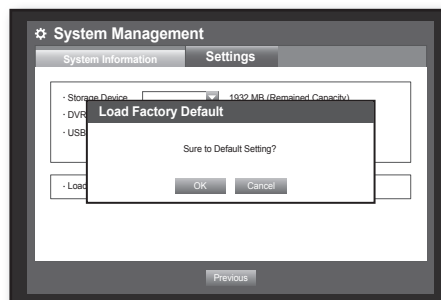 System Management
System Information
Settings
· Storage Device
1932 MB (Remained Capacity)
· DVR
Load Factory Default
· USB
Sure to Default Setting?
· Load
OK
Cancel
Previous